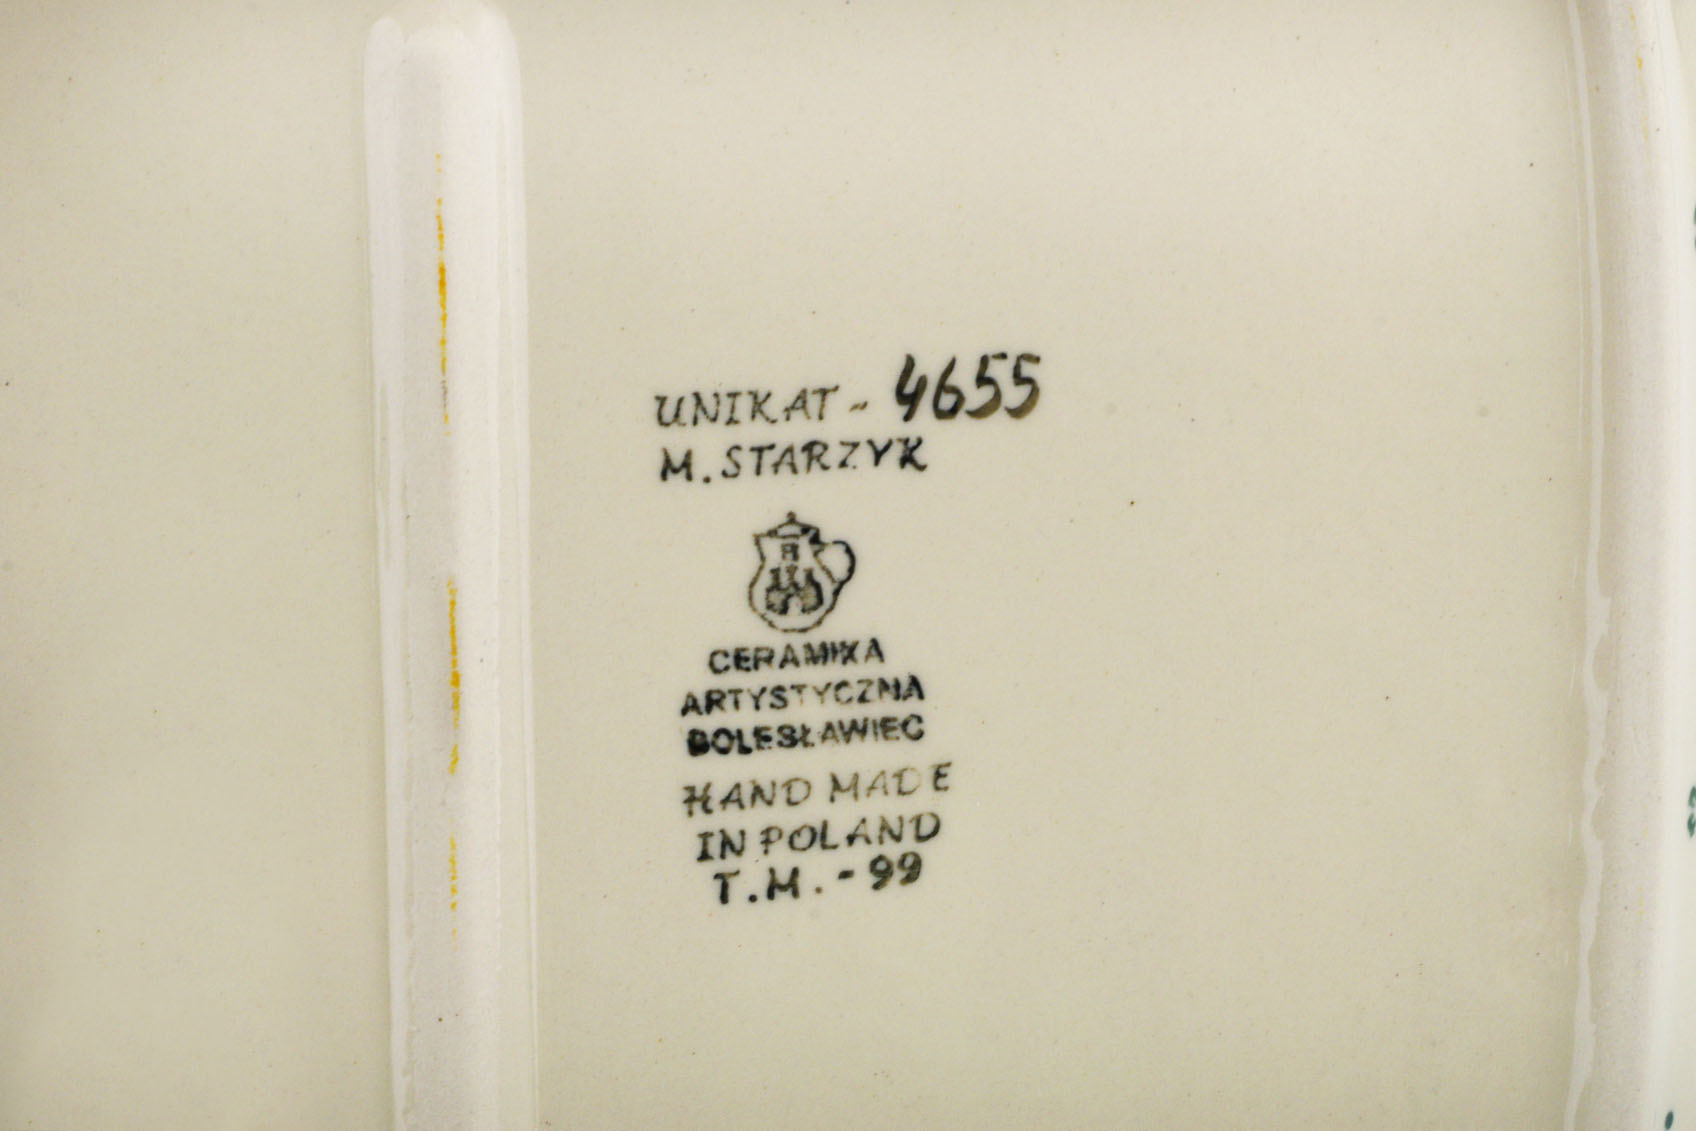 UNIKAT - 4655
M. STARZYK
CERAMIKA
ARTYSTYCZNA
BOLESŁAWIEC
HAND MADE
IN POLAND
T.M. - 99